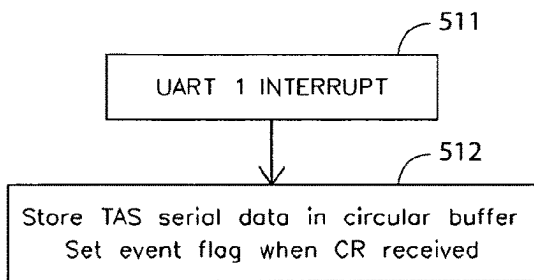 511
UART 1 INTERRUPT
512
Store TAS serial data in circular buffer
Set event flag when CR received